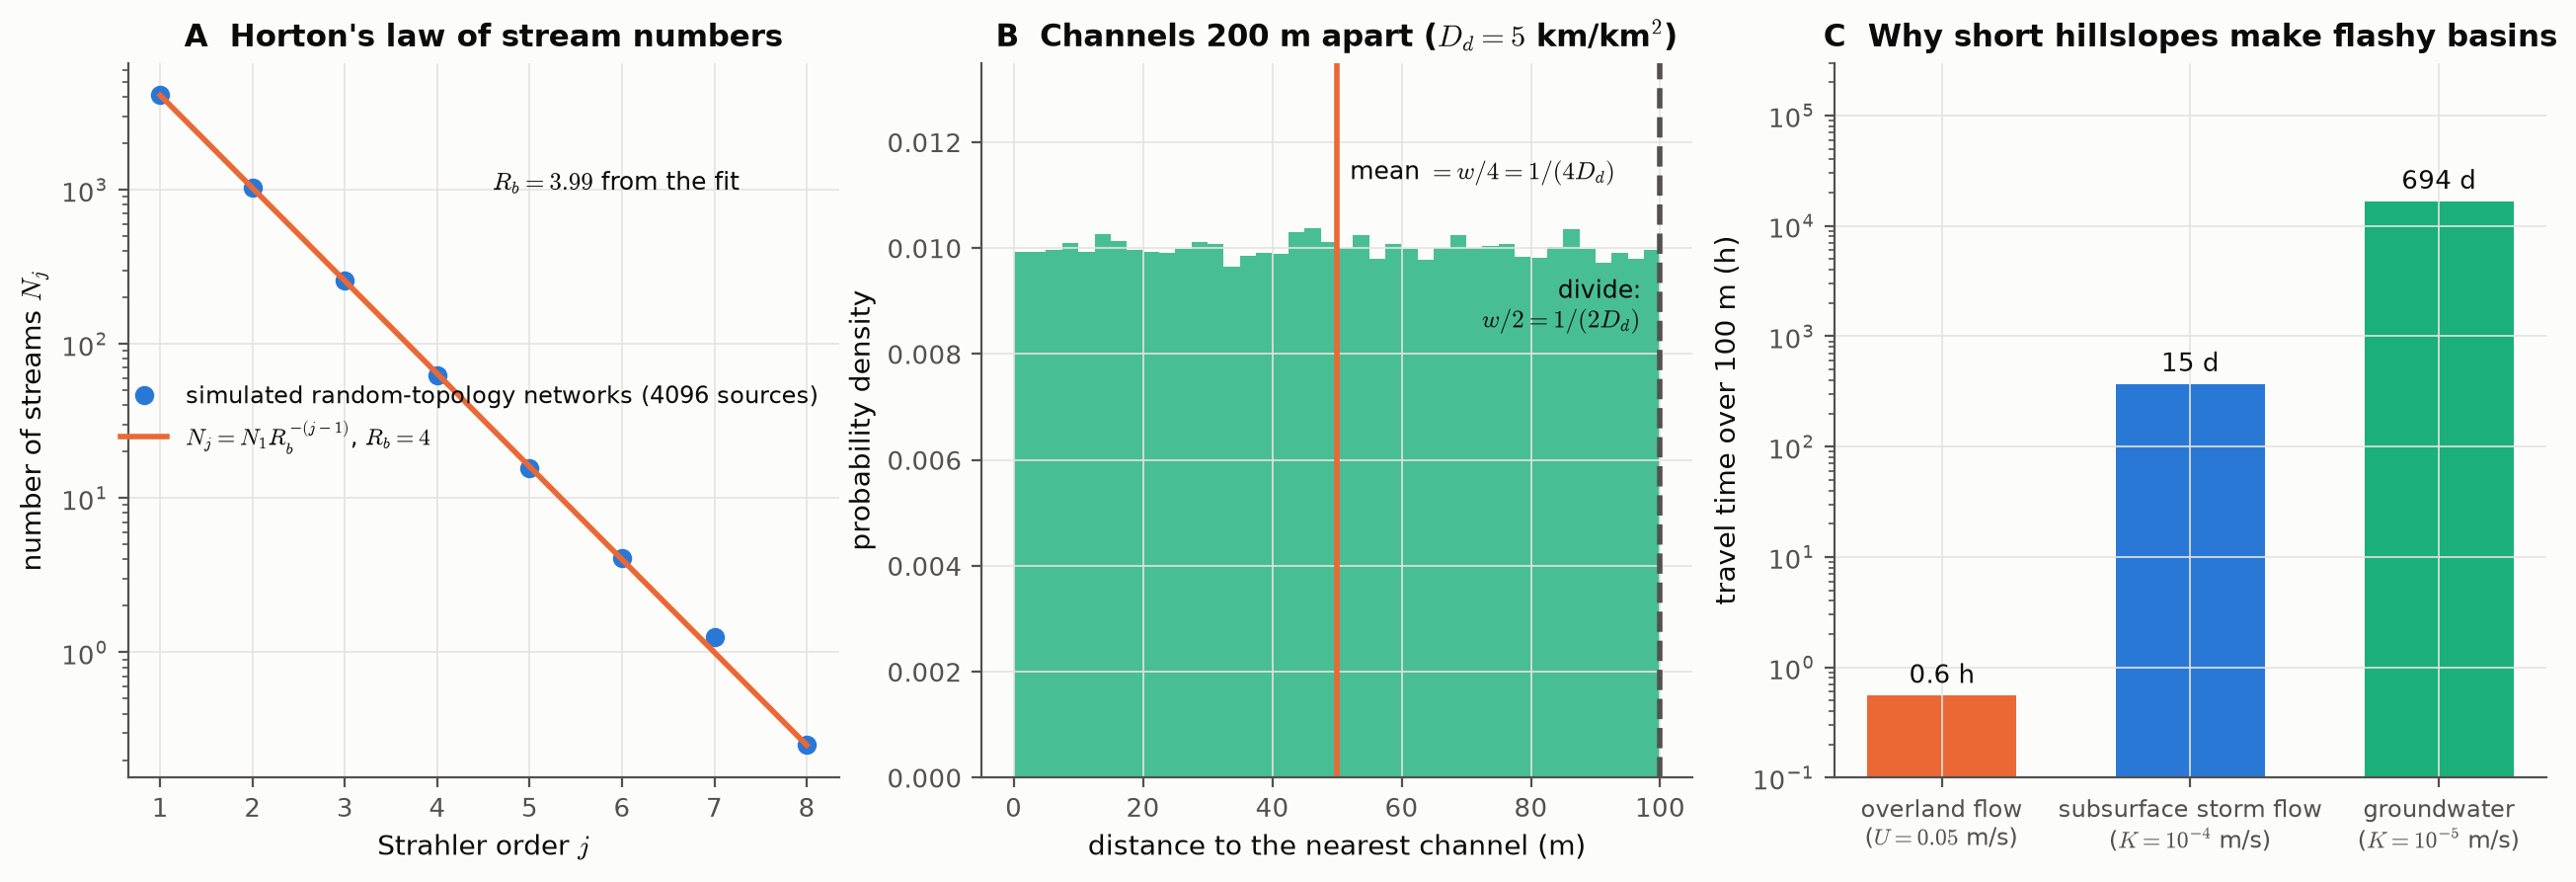 A Horton's law of stream numbers
number of streams $N_j$
10³
10²
10¹
10⁰
$R_b = 3.99$ from the fit
simulated random-topology networks (4096 sources)
$N_j = N_1 R_b^{-(j-1)}$, $R_b = 4$
1 2 3 4 5 6 7 8
Strahler order $j$
B Channels 200 m apart ($D_d = 5$ km/km²)
probability density
0.012
0.010
0.008
0.006
0.004
0.002
0.000
mean $= w/4 = 1/(4D_d)$
divide:
$w/2 = 1/(2D_d)$
0 20 40 60 80 100
distance to the nearest channel (m)
C Why short hillslopes make flashy basins
travel time over 100 m (h)
10⁵
10⁴
10³
10²
10¹
10⁰
10⁻¹
0.6 h
15 d
694 d
overland flow
($U = 0.05$ m/s)
subsurface storm flow
($K = 10^{-4}$ m/s)
groundwater
($K = 10^{-5}$ m/s)